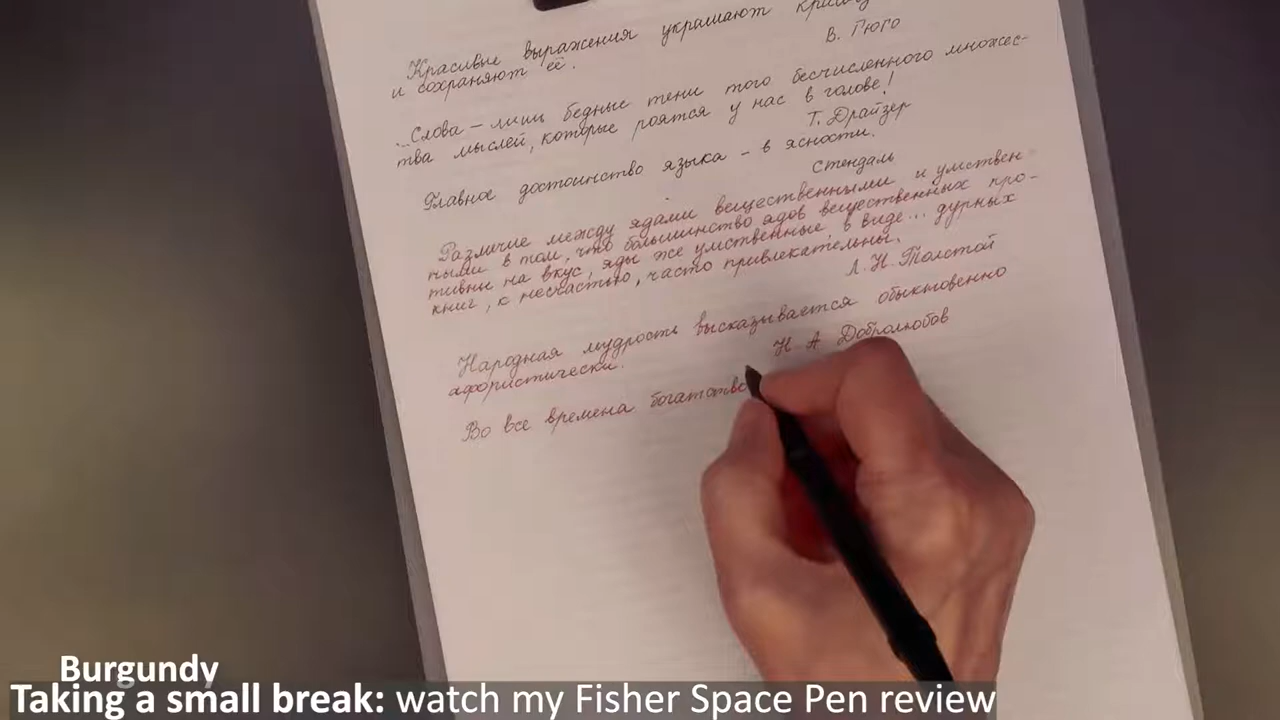 Красивые выражения украшают
и сохраняют её.
В. Гюго
...Слова – лишь бедные тени того бесчисленного множес-
тва мыслей, которые роятся у нас в голове!
Т. Драйзер
Главное достоинство языка – в ясности.
Стендаль
Различие между ядами вещественными и умствен
ными в том, что большинство ядов вещественных про-
тивны на вкус, яды же умственные, в виде... дурных
книг, к несчастью, часто привлекательны.
Л. Н. Толстой
Народная мудрость высказывается обыкновенно
афористически.
Н. А. Добролюбов
Во все времена богатство
Burgundy
Taking a small break: watch my Fisher Space Pen review